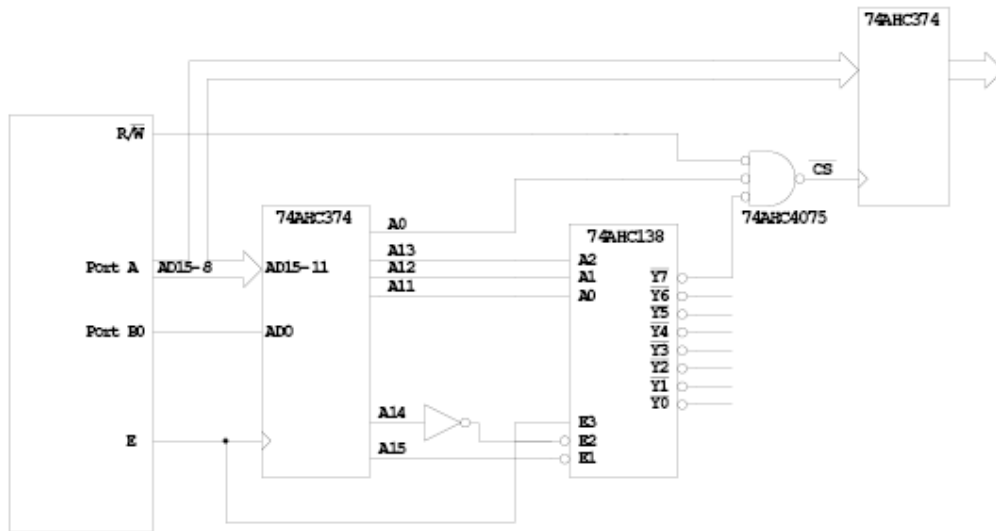 74AHC374
R/W
CS
74AHC4075
74AHC374
A0
74AHC138
Port A
AD15-8
AD15-11
A13
A12
A11
A2
A1
A0
Y7
Y6
Y5
Y4
Y3
Y2
Y1
Y0
Port B0
AD0
A14
A15
E
E3
E2
E1